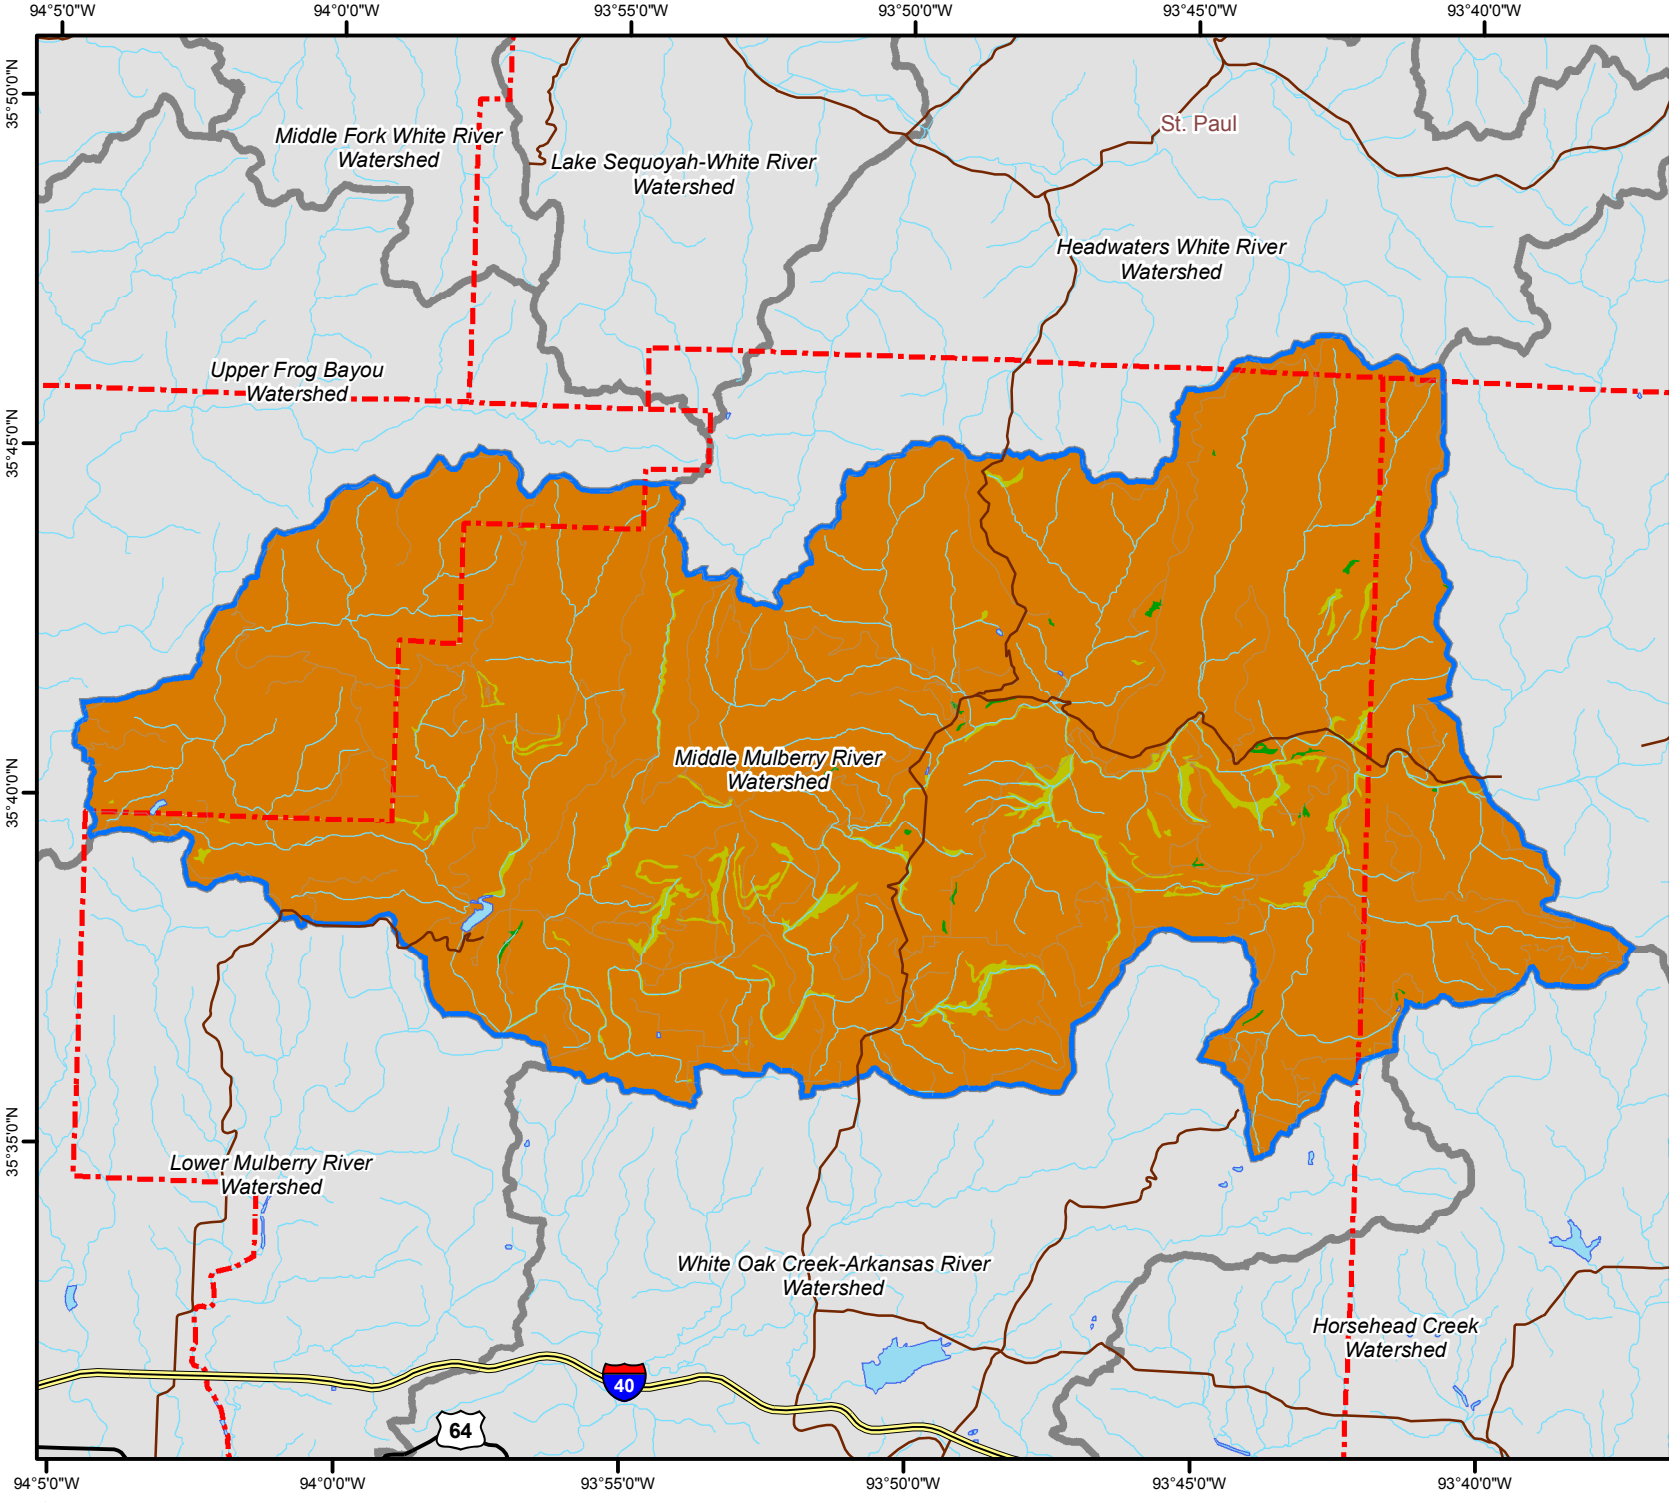 94°5'0"W
94°0'0"W
93°55'0"W
93°50'0"W
93°45'0"W
93°40'0"W
35°50'0"N
St. Paul
Middle Fork White River
Watershed
Lake Sequoyah-White River
Watershed
Headwaters White River
Watershed
Upper Frog Bayou
Watershed
35°45'0"N
Middle Mulberry River
Watershed
35°40'0"N
35°35'0"N
Lower Mulberry River
Watershed
White Oak Creek-Arkansas River
Watershed
Horsehead Creek
Watershed
40
64
94°5'0"W
94°0'0"W
93°55'0"W
93°50'0"W
93°45'0"W
93°40'0"W